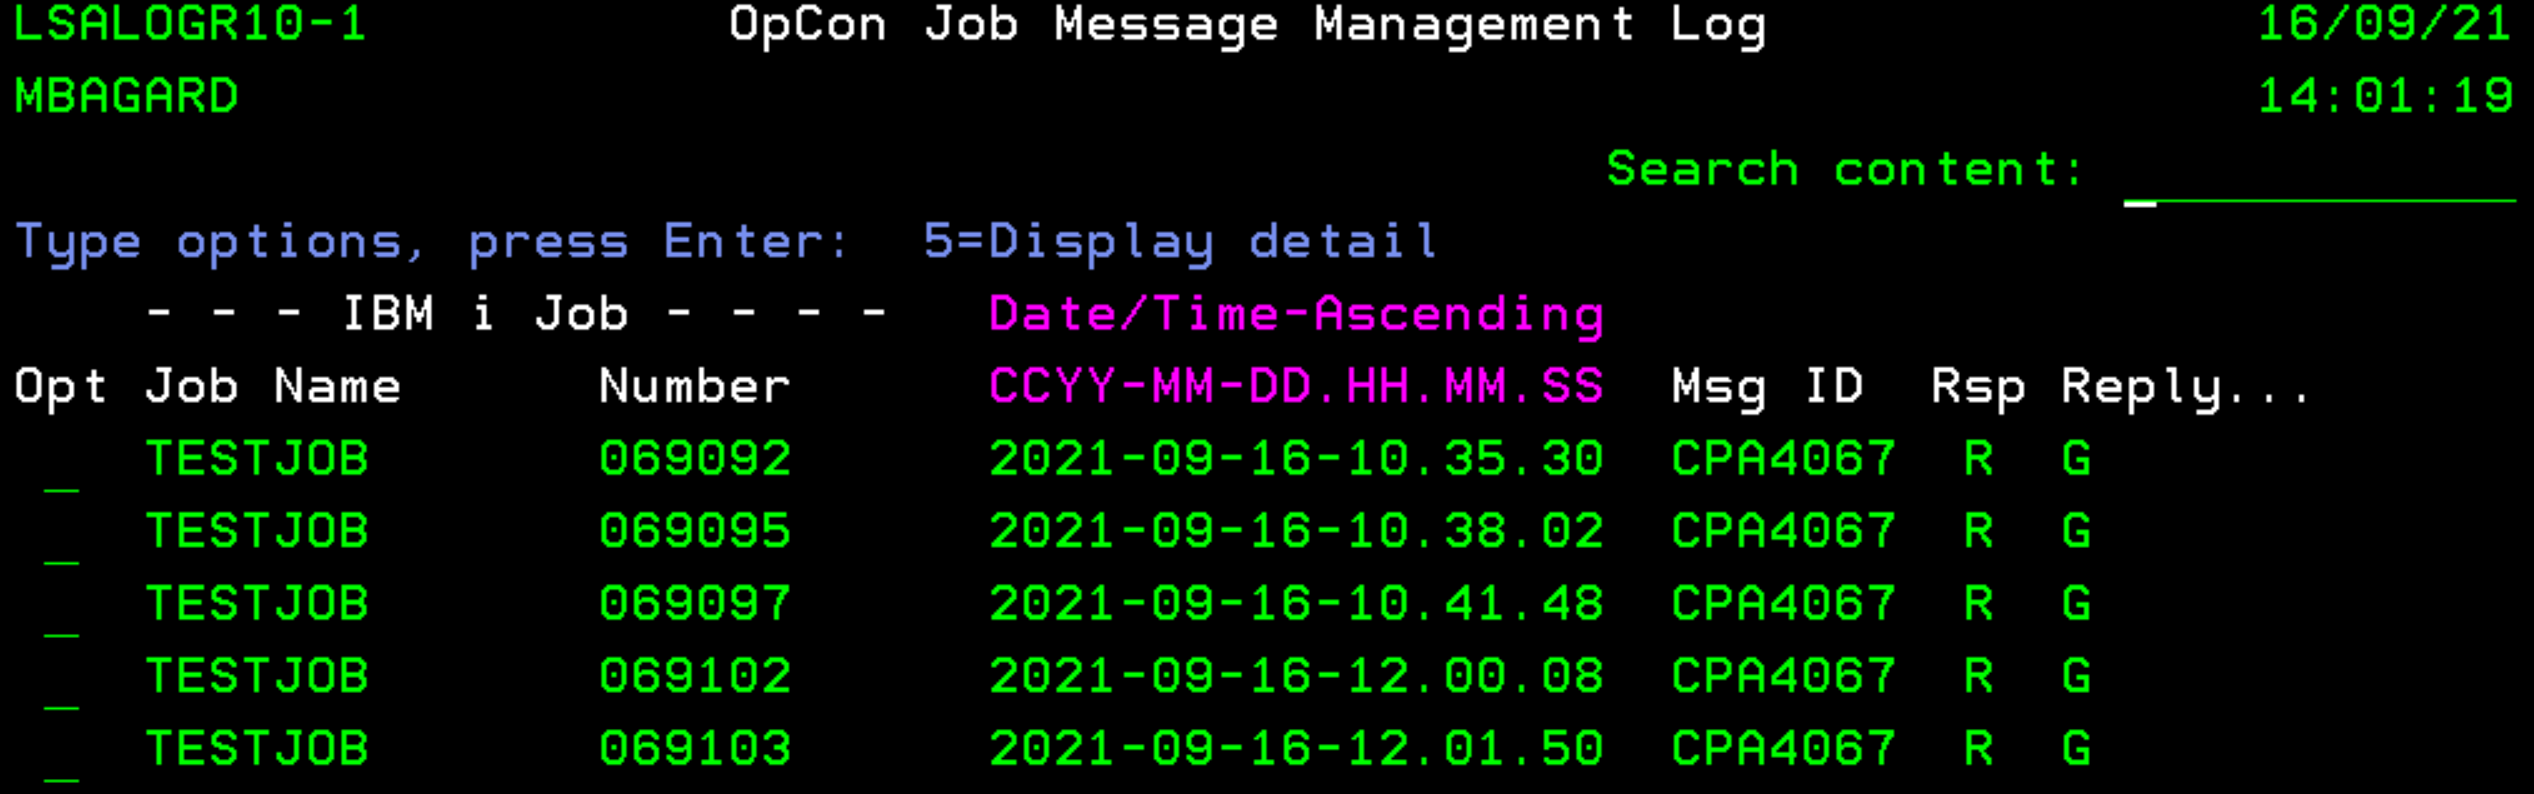 LSALOGR10-1 OpCon Job Message Management Log 16/09/21
MBAGARD 14:01:19
Search content: _
Type options, press Enter: 5=Display detail
- - - IBM i Job - - - - Date/Time-Ascending
Opt Job Name Number CCYY-MM-DD.HH.MM.SS Msg ID Rsp Reply...
_ TESTJOB 069092 2021-09-16-10.35.30 CPA4067 R G
_ TESTJOB 069095 2021-09-16-10.38.02 CPA4067 R G
_ TESTJOB 069097 2021-09-16-10.41.48 CPA4067 R G
_ TESTJOB 069102 2021-09-16-12.00.08 CPA4067 R G
_ TESTJOB 069103 2021-09-16-12.01.50 CPA4067 R G